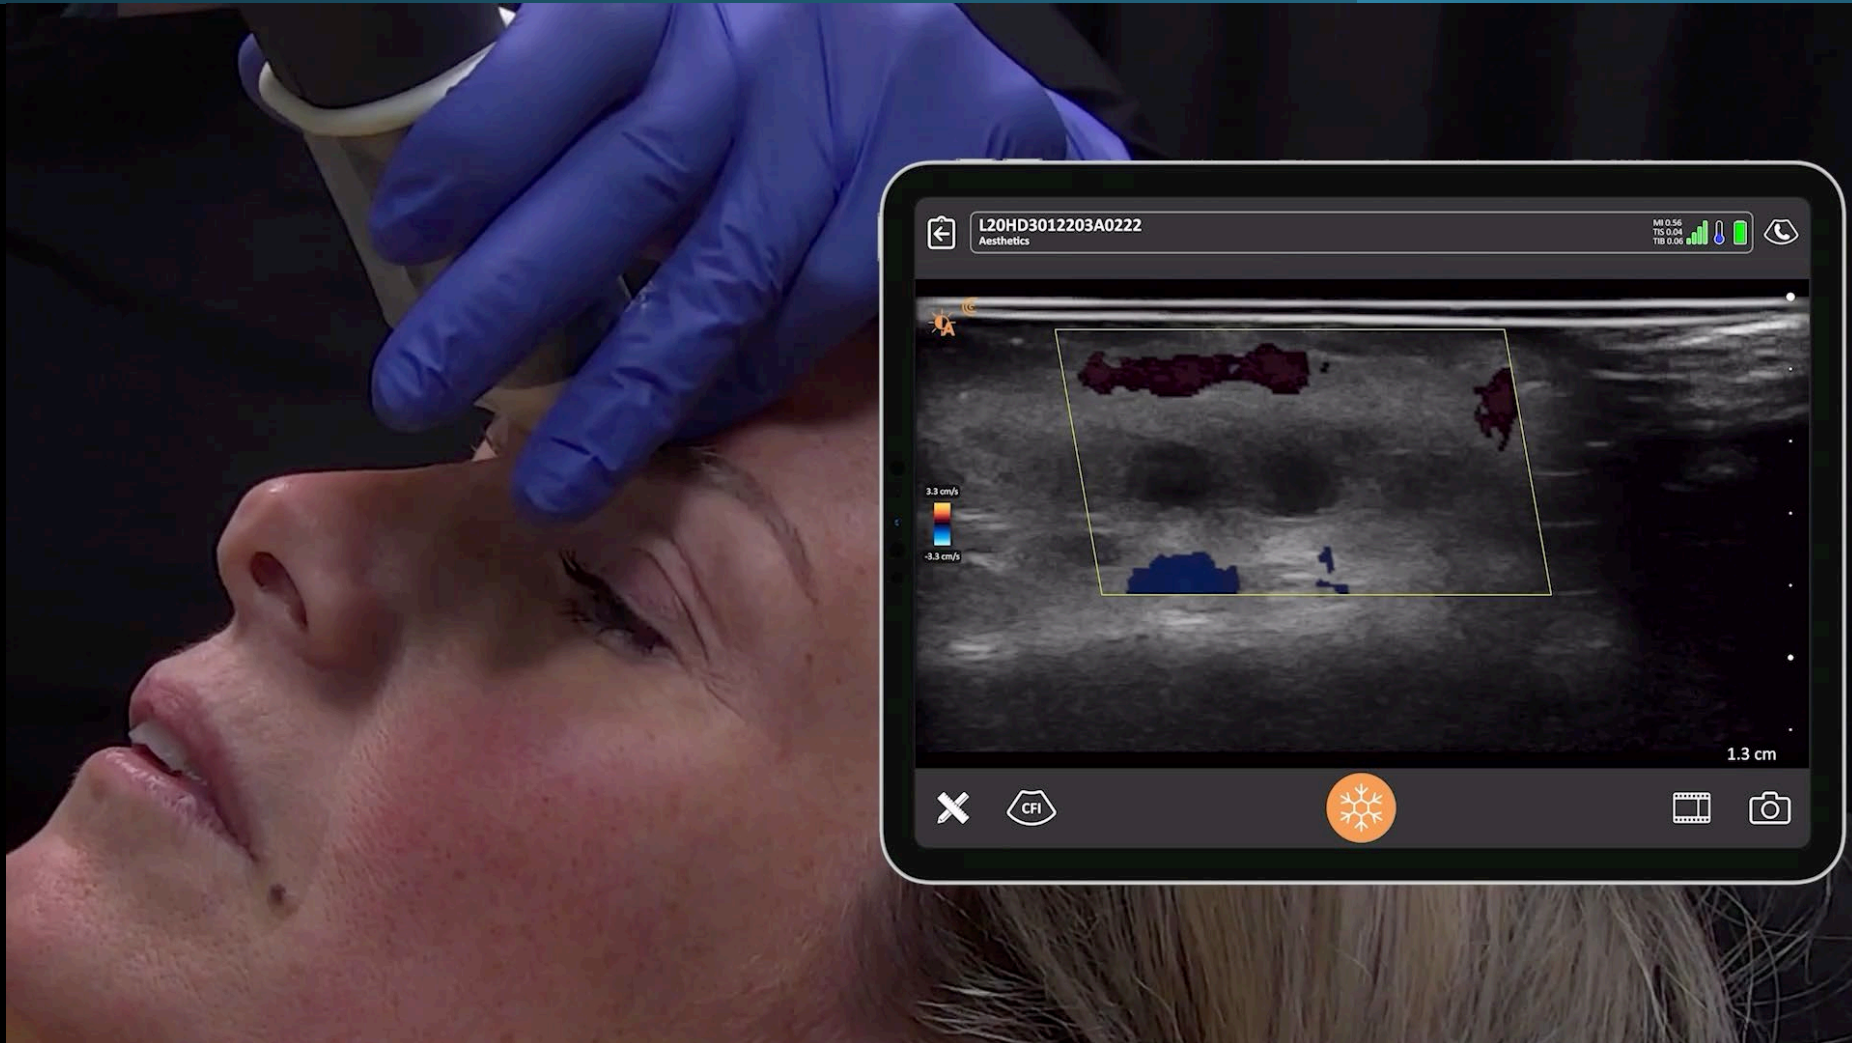 L20HD3012203A0222
Aesthetics
MI 0.56
TIS 0.04
TIB 0.06
A
3.3 cm/s
-3.3 cm/s
1.3 cm
CFI